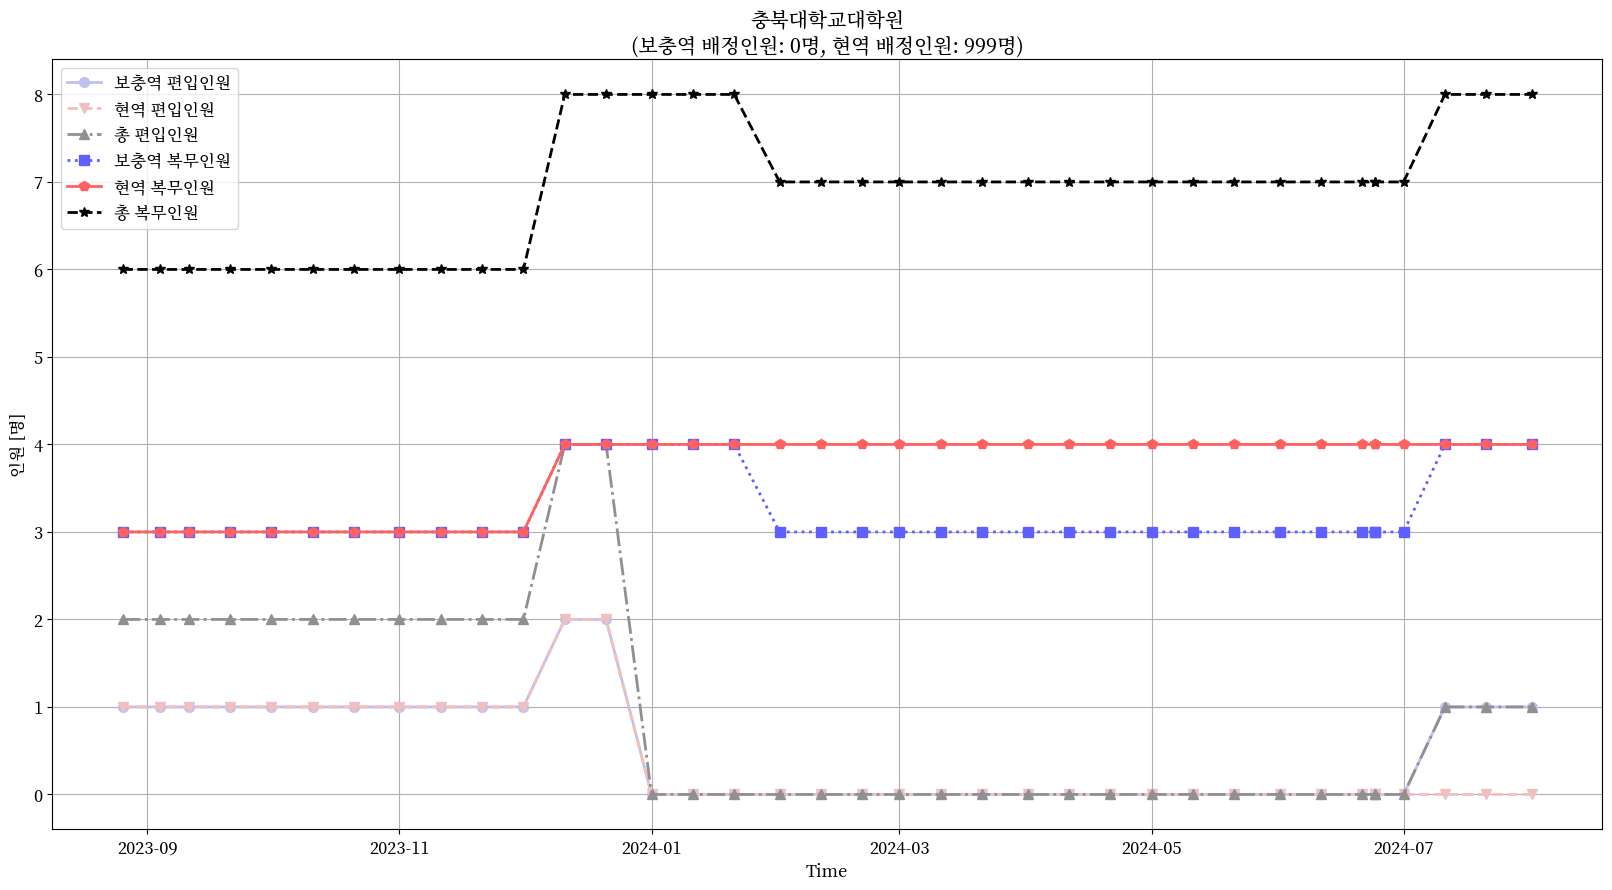 충북대학교대학원
(보충역 배정인원: 0명, 현역 배정인원: 999명)
보충역 편입인원
현역 편입인원
총 편입인원
보충역 복무인원
현역 복무인원
총 복무인원
8
7
6
5
4
3
2
1
0
인원 [명]
2023-09
2023-11
2024-01
2024-03
2024-05
2024-07
Time